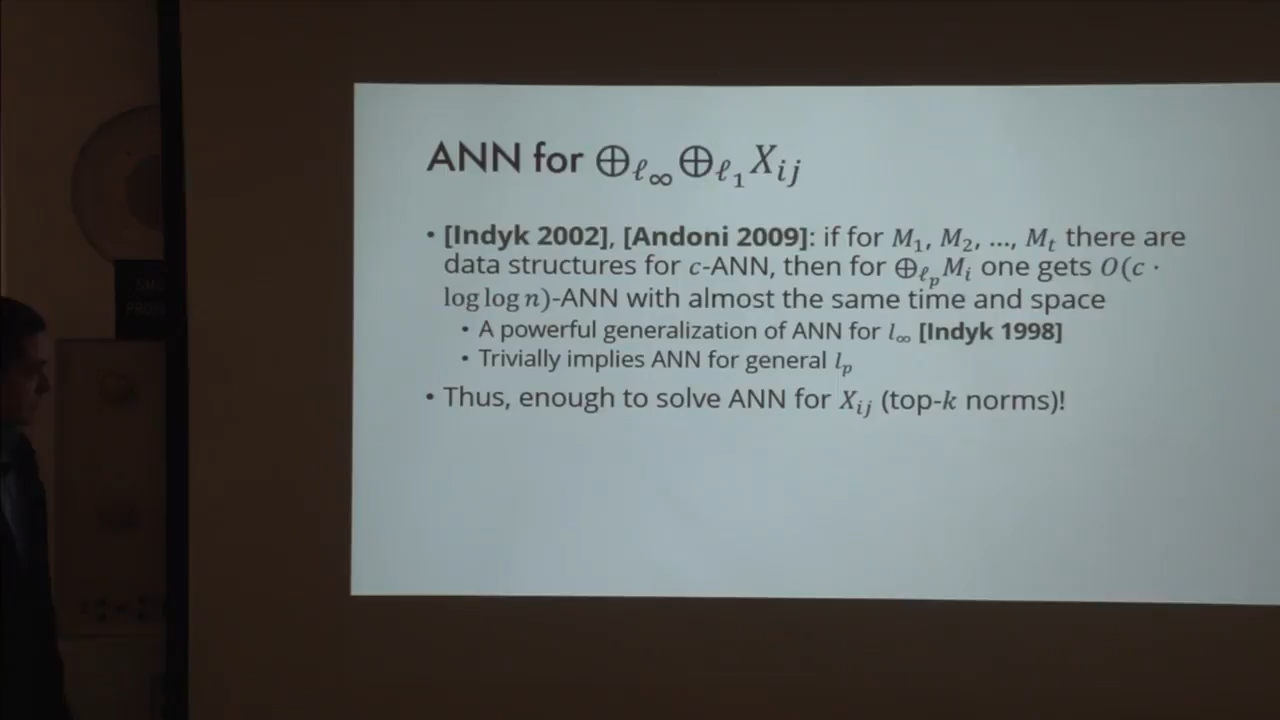 ANN for ⊕ℓ∞⊕ℓ1 Xij
• [Indyk 2002], [Andoni 2009]: if for M1, M2, ..., Mt there are
data structures for c-ANN, then for ⊕ℓp Mi one gets O(c ·
log log n)-ANN with almost the same time and space
• A powerful generalization of ANN for l∞ [Indyk 1998]
• Trivially implies ANN for general lp
• Thus, enough to solve ANN for Xij (top-k norms)!